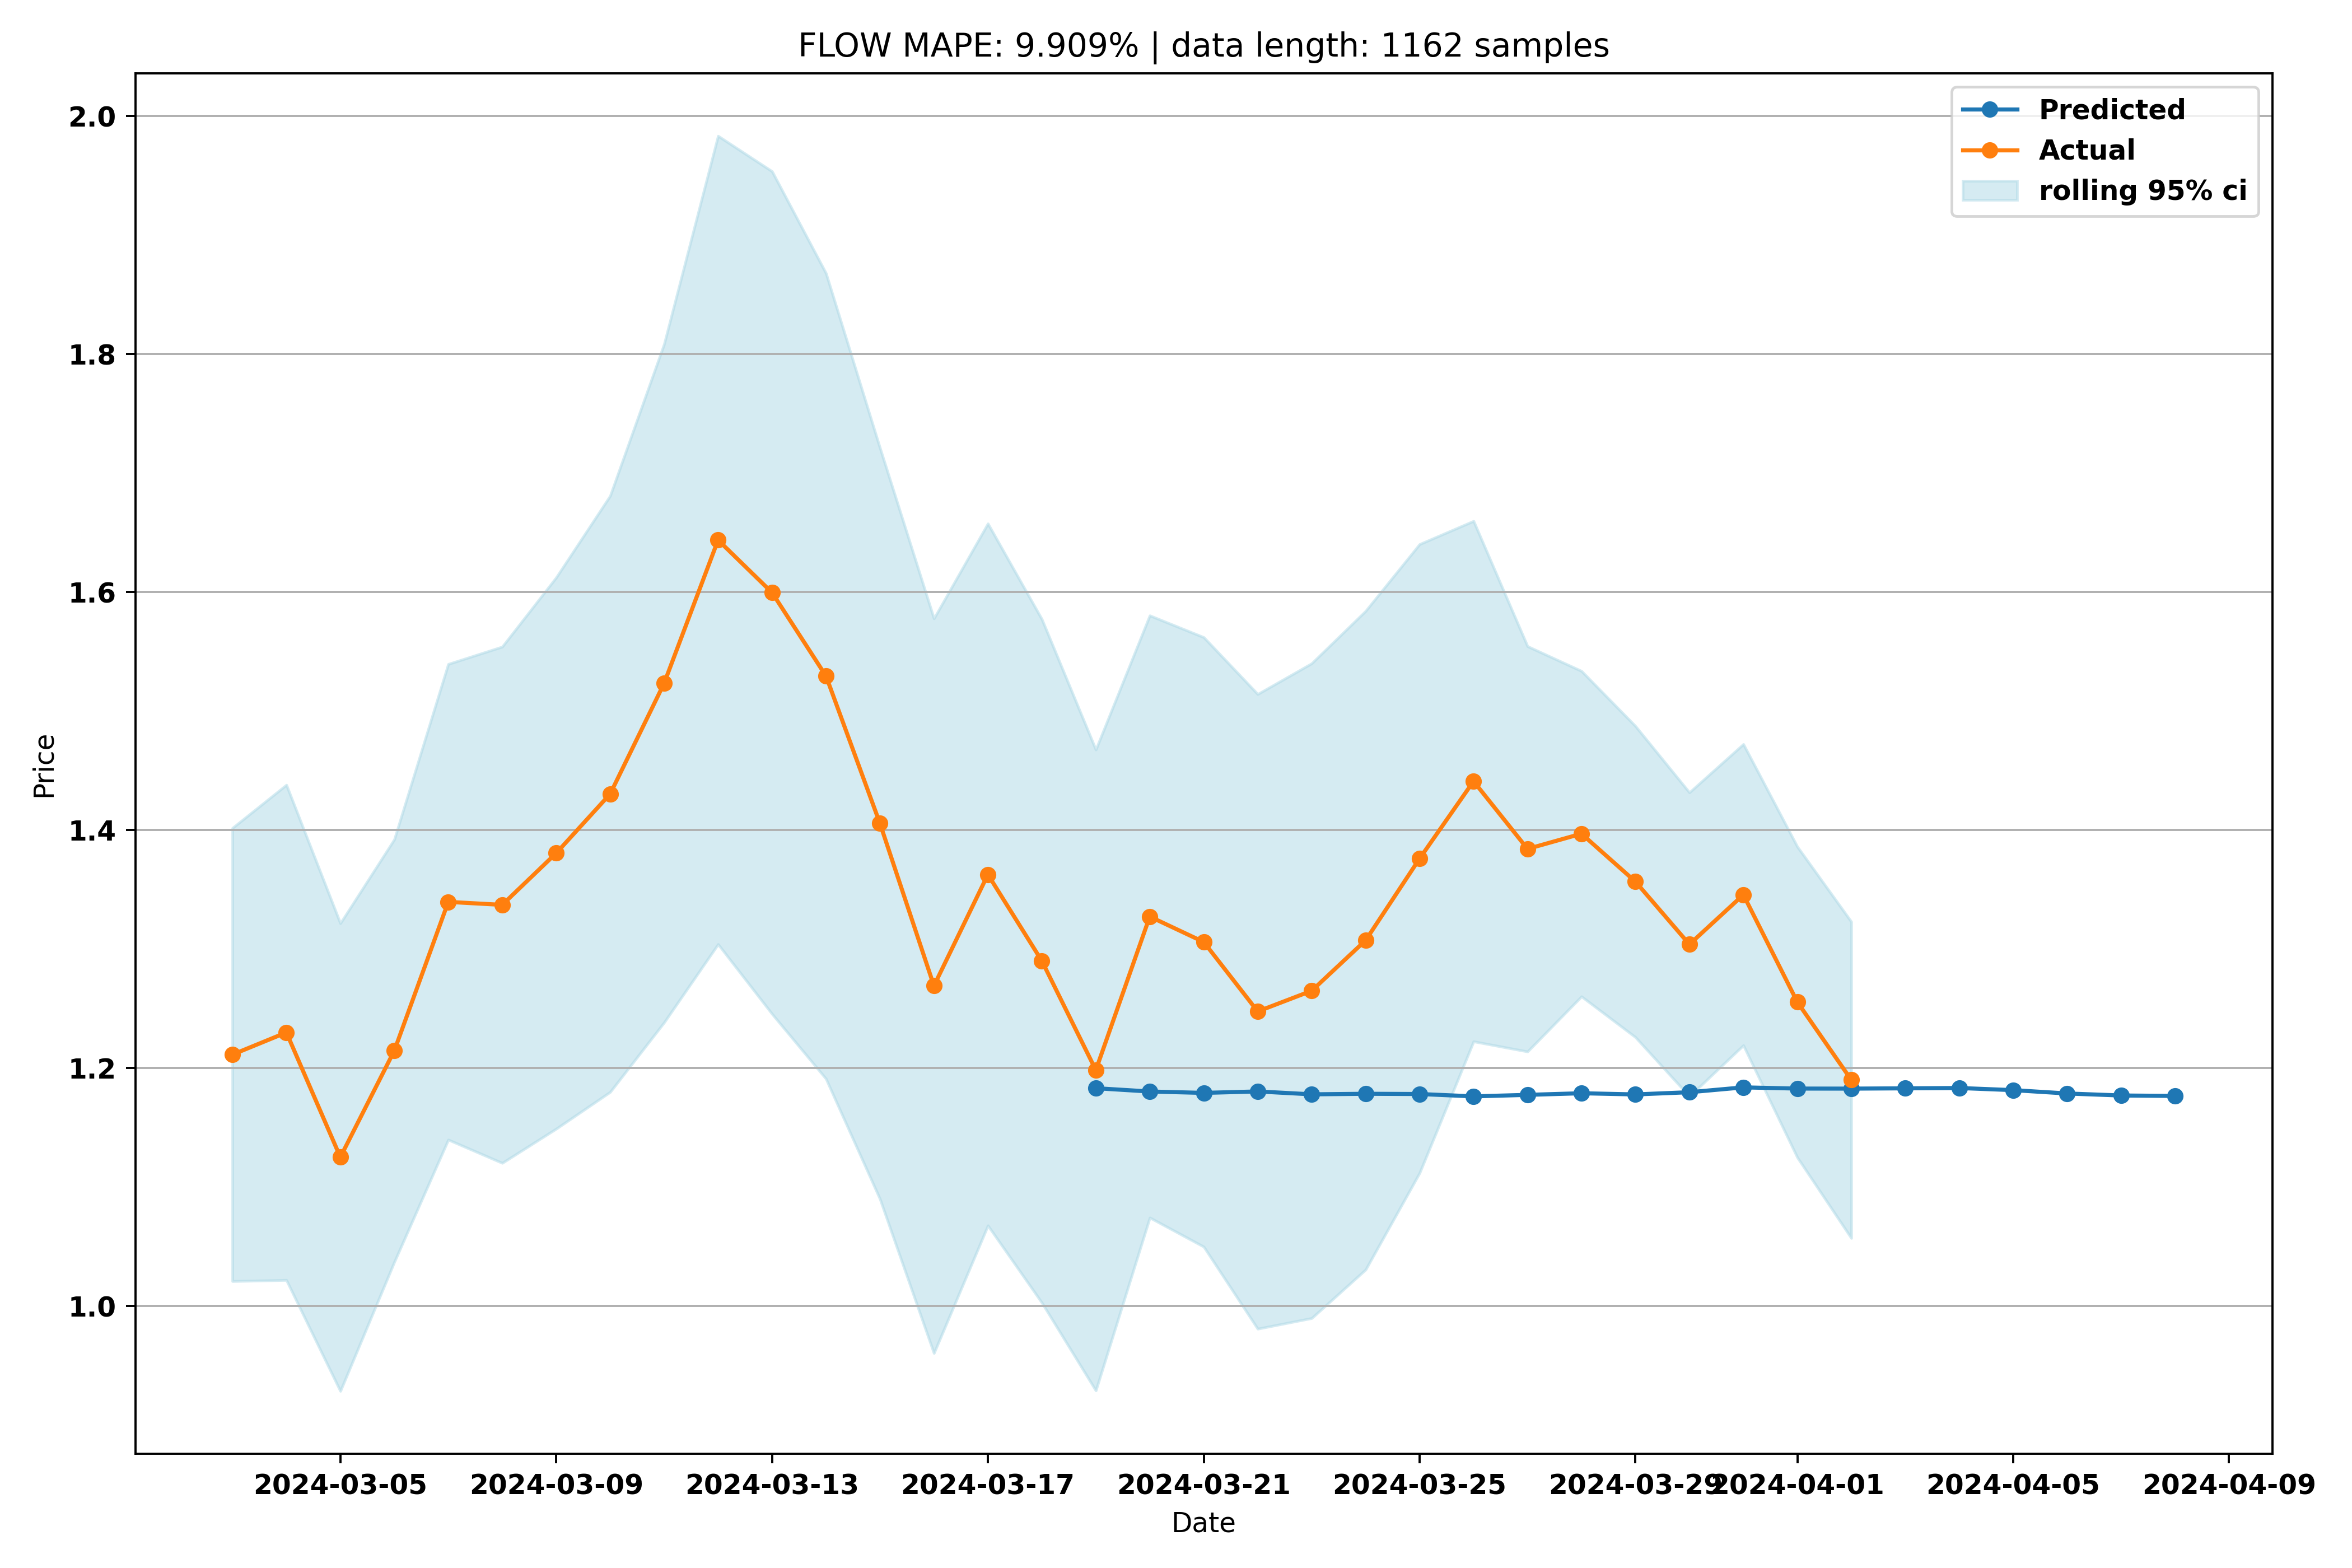 FLOW MAPE: 9.909% | data length: 1162 samples
Predicted
Actual
rolling 95% ci
2.0
1.8
1.6
1.4
1.2
1.0
Price
2024-03-05 2024-03-09 2024-03-13 2024-03-17 2024-03-21 2024-03-25 2024-03-29 2024-04-01 2024-04-05 2024-04-09
Date